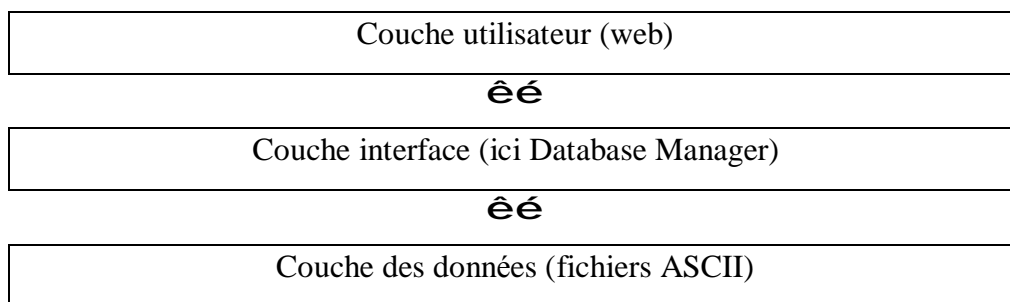 Couche utilisateur (web)
êé
Couche interface (ici Database Manager)
êé
Couche des données (fichiers ASCII)